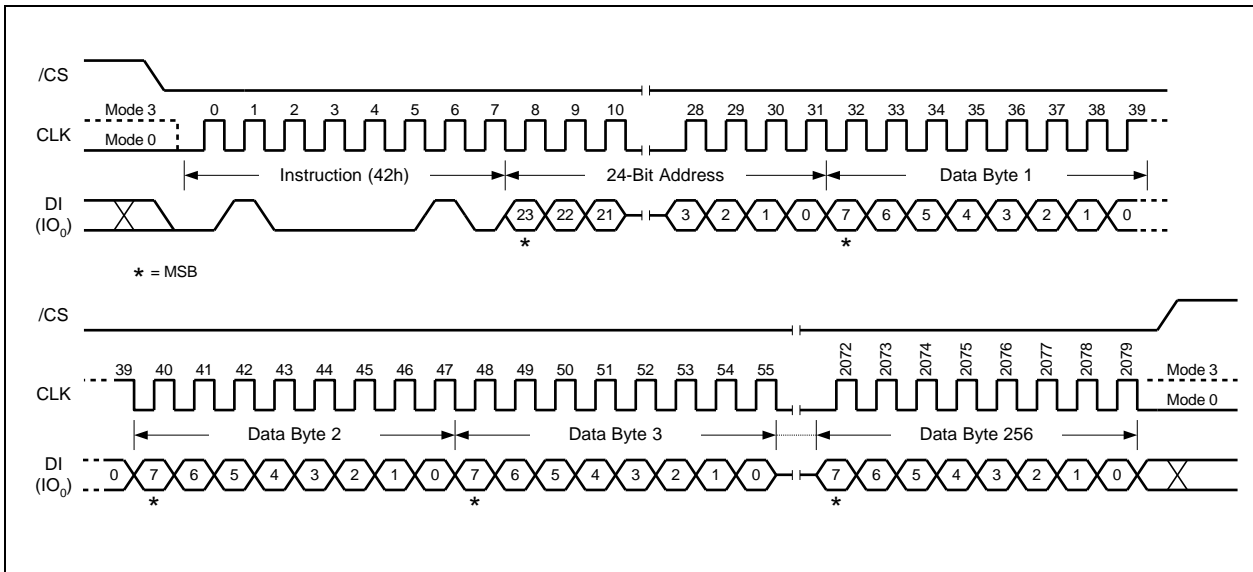 /CS
Mode 3
0 1 2 3 4 5 6 7 8 9 10 28 29 30 31 32 33 34 35 36 37 38 39
CLK
Mode 0
Instruction (42h) 24-Bit Address Data Byte 1
DI
(IO0)
23 22 21 3 2 1 0 7 6 5 4 3 2 1 0
* *
* = MSB
/CS
39 40 41 42 43 44 45 46 47 48 49 50 51 52 53 54 55 2072 2073 2074 2075 2076 2077 2078 2079
Mode 3
CLK
Mode 0
Data Byte 2 Data Byte 3 Data Byte 256
DI
(IO0)
0 7 6 5 4 3 2 1 0 7 6 5 4 3 2 1 0 7 6 5 4 3 2 1 0
* * *